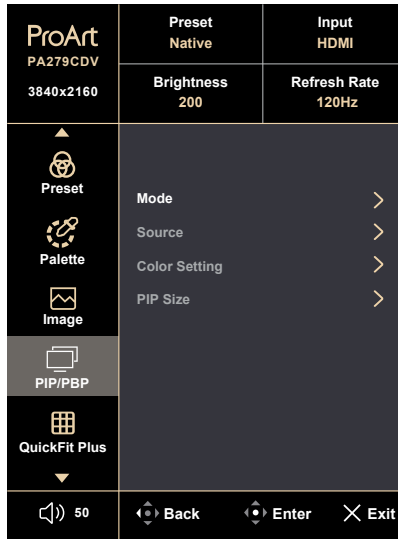 ProArt
PA279CDV
3840x2160
Preset
Native
Input
HDMI
Brightness
200
Refresh Rate
120Hz
Preset
Palette
Image
PIP/PBP
QuickFit Plus
Mode
Source
Color Setting
PIP Size
50
Back
Enter
Exit